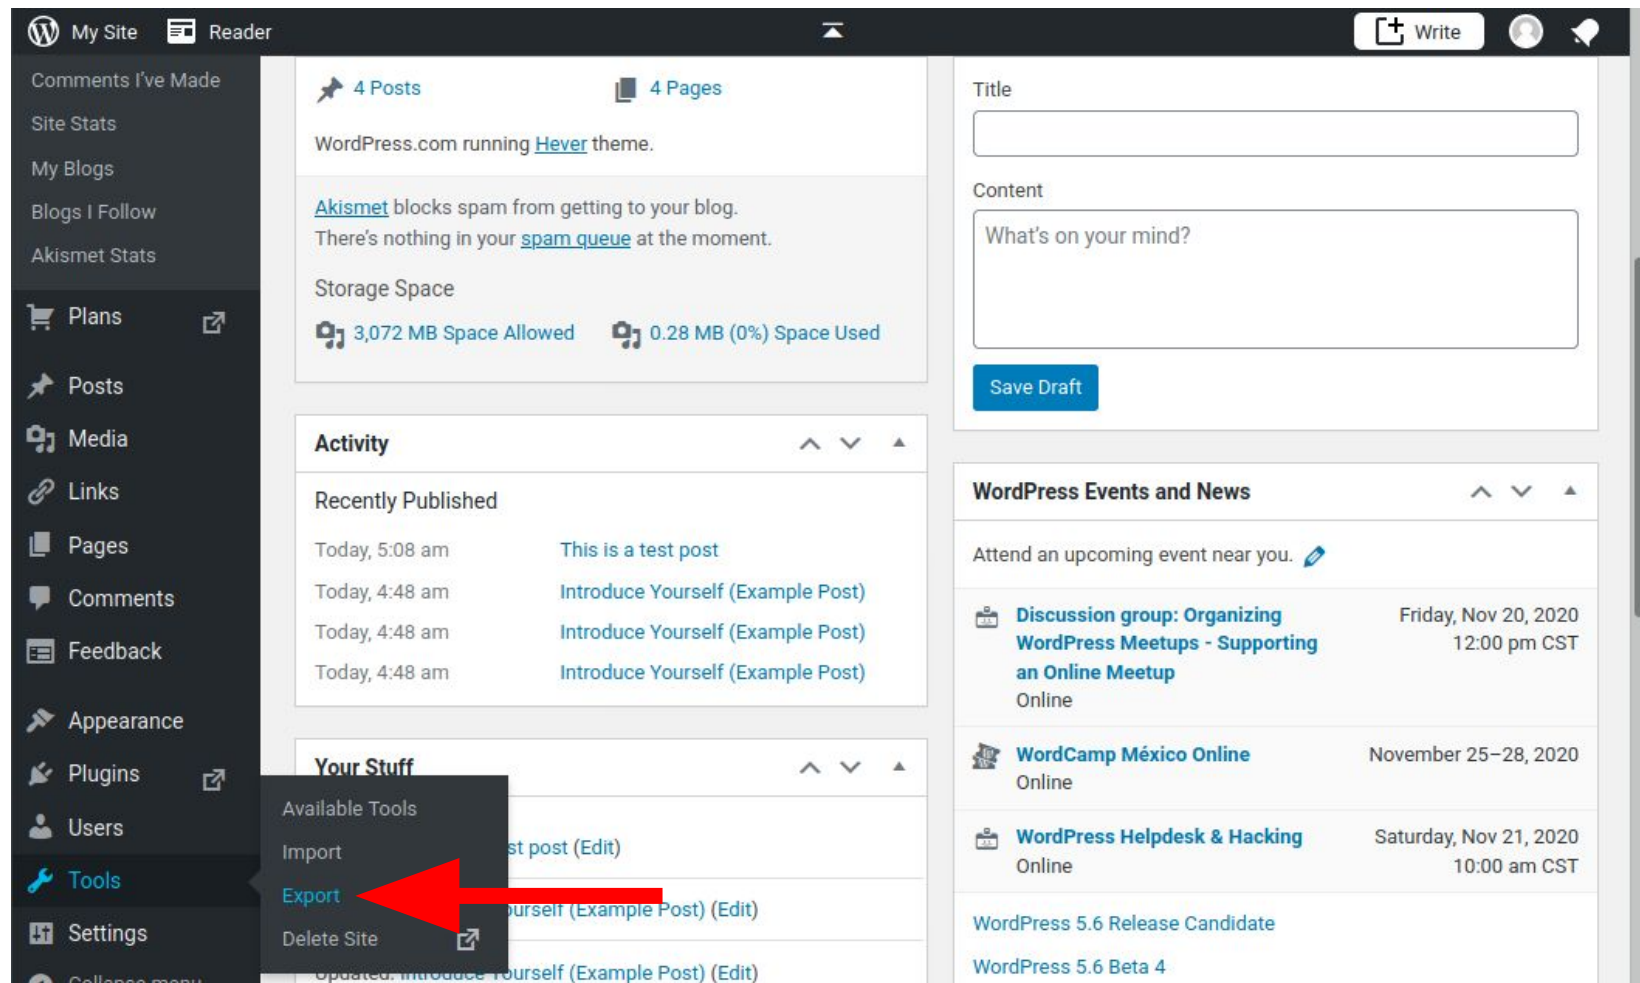 My Site
Reader
Write
Comments I've Made
Site Stats
My Blogs
Blogs I Follow
Akismet Stats
Plans
Posts
Media
Links
Pages
Comments
Feedback
Appearance
Plugins
Users
Tools
Settings
Collapse menu
Available Tools
Import
Export
Delete Site
4 Posts
4 Pages
WordPress.com running Hever theme.
Akismet blocks spam from getting to your blog.
There's nothing in your spam queue at the moment.
Storage Space
3,072 MB Space Allowed
0.28 MB (0%) Space Used
Activity
Recently Published
Today, 5:08 am This is a test post
Today, 4:48 am Introduce Yourself (Example Post)
Today, 4:48 am Introduce Yourself (Example Post)
Today, 4:48 am Introduce Yourself (Example Post)
Your Stuff
st post (Edit)
ourself (Example Post) (Edit)
Updated: Introduce Yourself (Example Post) (Edit)
Title
Content
What's on your mind?
Save Draft
WordPress Events and News
Attend an upcoming event near you.
Discussion group: Organizing
WordPress Meetups - Supporting
an Online Meetup
Online
Friday, Nov 20, 2020
12:00 pm CST
WordCamp México Online
Online
November 25–28, 2020
WordPress Helpdesk & Hacking
Online
Saturday, Nov 21, 2020
10:00 am CST
WordPress 5.6 Release Candidate
WordPress 5.6 Beta 4